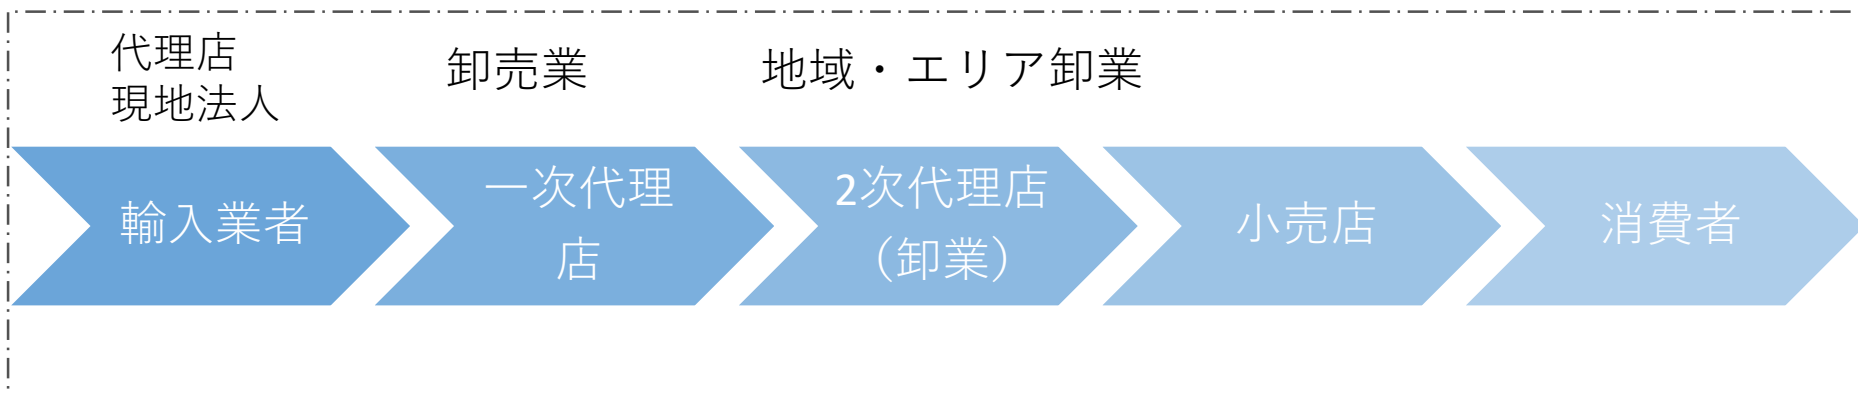 代理店
現地法人
卸売業
地域・エリア卸業
輸入業者
一次代理
店
2次代理店
（卸業）
小売店
消費者